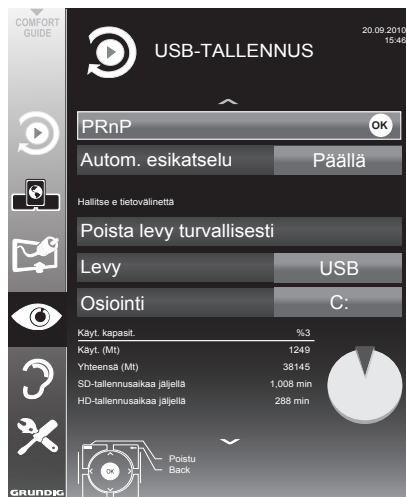 COMFORT
GUIDE
USB-TALLENNUS
20.09.2010
15:46
PRnP
OK
Autom. esikatselu
Päällä
Hallitse e tietovälinettä
Poista levy turvallisesti
Levy
USB
Osiointi
C:
Käyt. kapasit.
%3
Käyt. (Mt)
1249
Yhteensä (Mt)
38145
SD-tallennusaikaa jäljellä
1,008 min
HD-tallennusaikaa jäljellä
288 min
OK
Poistu
Back
GRUNDIG